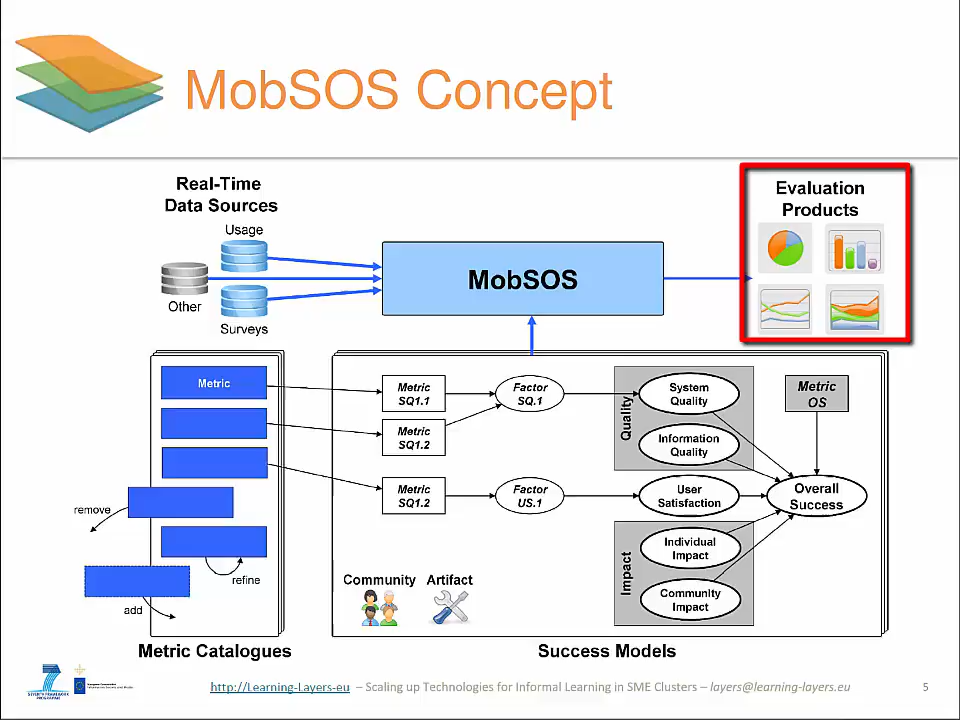 MobSOS Concept
Real-Time
Data Sources
Usage
Other
Surveys
MobSOS
Evaluation
Products
Metric
remove
refine
add
Metric Catalogues
Metric
SQ1.1
Metric
SQ1.2
Metric
SQ1.2
Factor
SQ.1
Factor
US.1
Quality
System
Quality
Information
Quality
User
Satisfaction
Impact
Individual
Impact
Community
Impact
Metric
OS
Overall
Success
Community
Artifact
Success Models
SEVENTH FRAMEWORK
PROGRAMME
http://Learning-Layers-eu – Scaling up Technologies for Informal Learning in SME Clusters – layers@learning-layers.eu
5